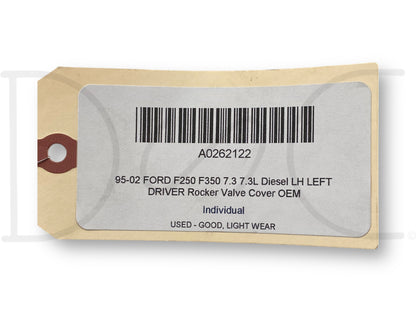 A0262122
95-02 FORD F250 F350 7.3 7.3L Diesel LH LEFT
DRIVER Rocker Valve Cover OEM
Individual
USED - GOOD, LIGHT WEAR